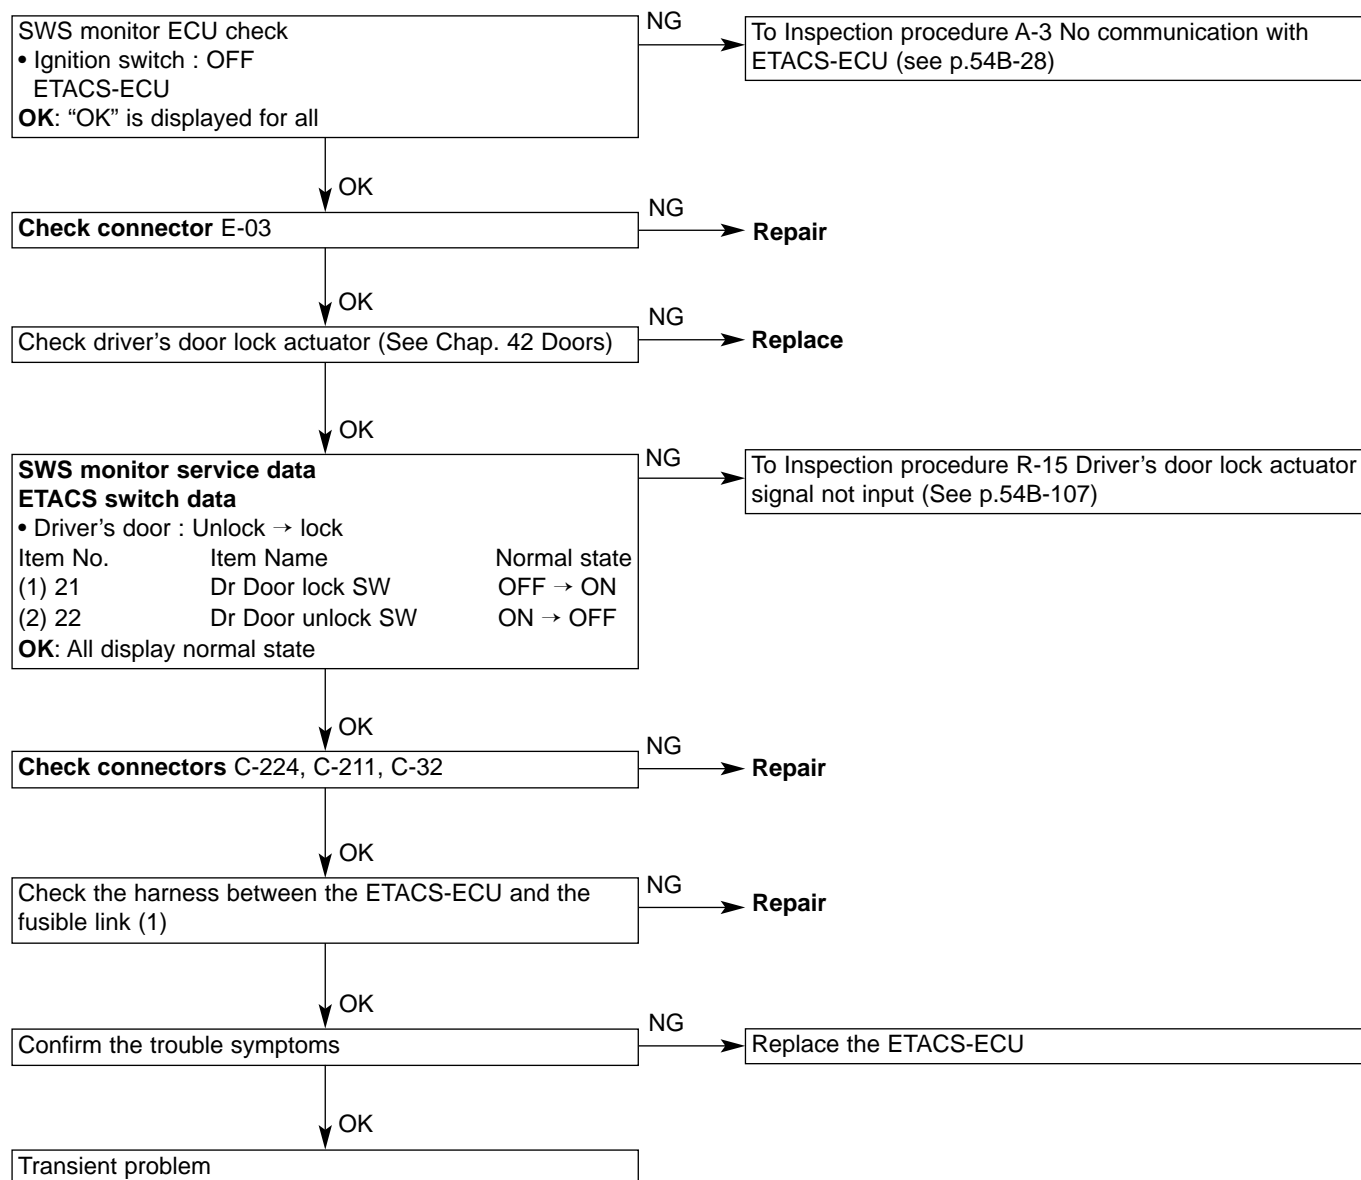 SWS monitor ECU check
• Ignition switch : OFF
ETACS-ECU
OK: “OK” is displayed for all
NG
To Inspection procedure A-3 No communication with
ETACS-ECU (see p.54B-28)
OK
Check connector E-03
NG
Repair
OK
Check driver’s door lock actuator (See Chap. 42 Doors)
NG
Replace
OK
SWS monitor service data
ETACS switch data
• Driver’s door : Unlock → lock
Item No. Item Name Normal state
(1) 21 Dr Door lock SW OFF → ON
(2) 22 Dr Door unlock SW ON → OFF
OK: All display normal state
NG
To Inspection procedure R-15 Driver’s door lock actuator
signal not input (See p.54B-107)
OK
Check connectors C-224, C-211, C-32
NG
Repair
OK
Check the harness between the ETACS-ECU and the
fusible link (1)
NG
Repair
OK
Confirm the trouble symptoms
NG
Replace the ETACS-ECU
OK
Transient problem